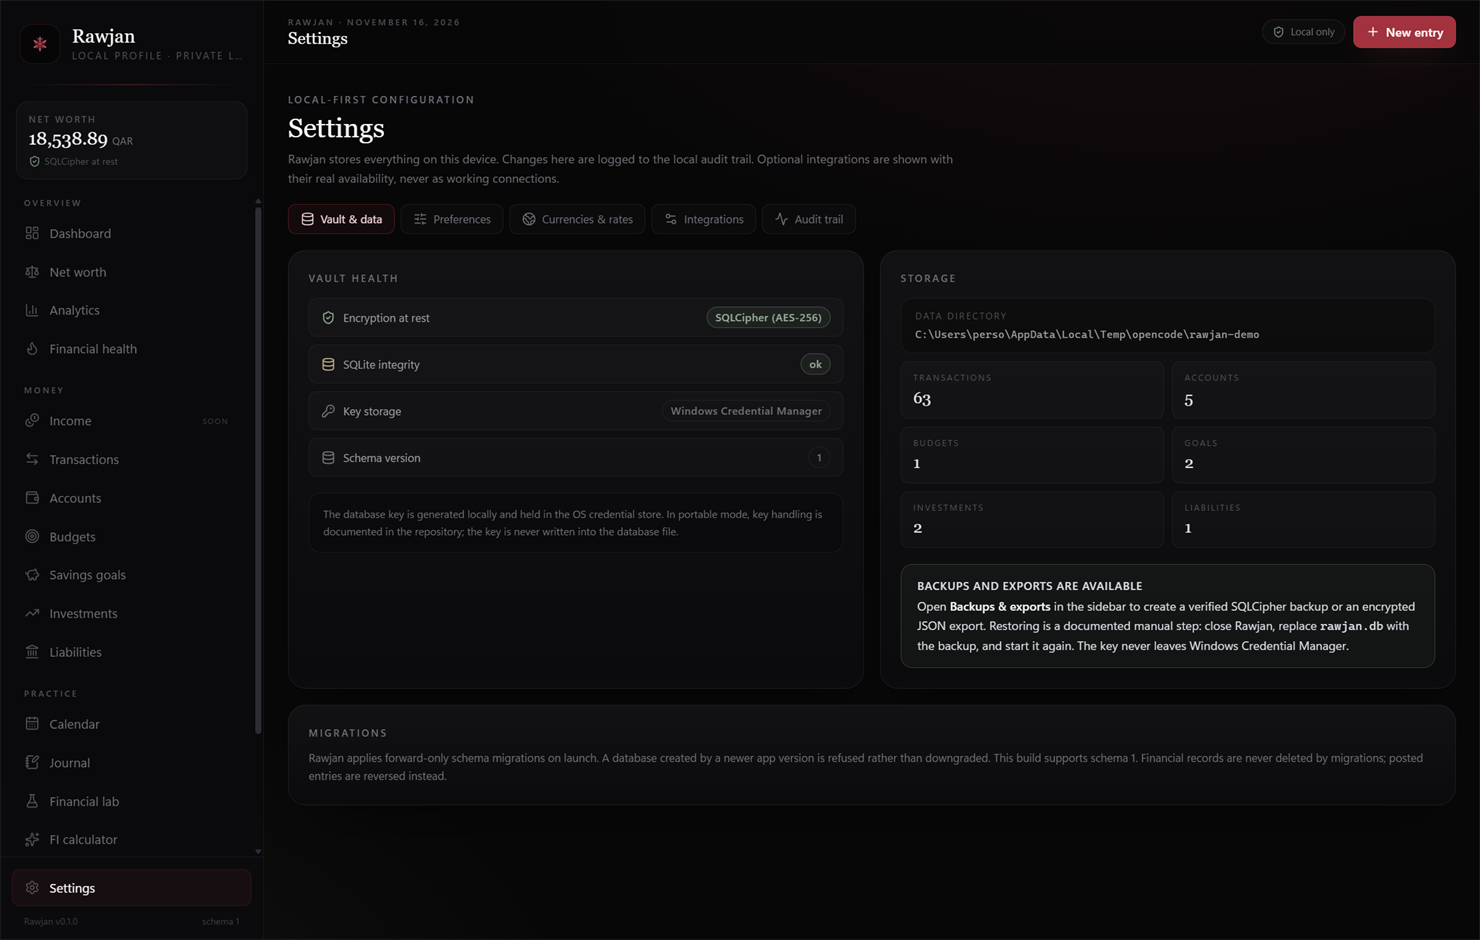 Rawjan
LOCAL PROFILE · PRIVATE L…
NET WORTH
18,538.89 QAR
SQLCipher at rest
OVERVIEW
Dashboard
Net worth
Analytics
Financial health
MONEY
Income SOON
Transactions
Accounts
Budgets
Savings goals
Investments
Liabilities
PRACTICE
Calendar
Journal
Financial lab
FI calculator
Settings
Rawjan v0.1.0 schema 1
RAWJAN · NOVEMBER 16, 2026
Settings
Local only
New entry
LOCAL-FIRST CONFIGURATION
Settings
Rawjan stores everything on this device. Changes here are logged to the local audit trail. Optional integrations are shown with
their real availability, never as working connections.
Vault & data Preferences Currencies & rates Integrations Audit trail
VAULT HEALTH
Encryption at rest SQLCipher (AES-256)
SQLite integrity ok
Key storage Windows Credential Manager
Schema version 1
The database key is generated locally and held in the OS credential store. In portable mode, key handling is
documented in the repository; the key is never written into the database file.
STORAGE
DATA DIRECTORY
C:\Users\perso\AppData\Local\Temp\opencode\rawjan-demo
TRANSACTIONS
63
ACCOUNTS
5
BUDGETS
1
GOALS
2
INVESTMENTS
2
LIABILITIES
1
BACKUPS AND EXPORTS ARE AVAILABLE
Open Backups & exports in the sidebar to create a verified SQLCipher backup or an encrypted
JSON export. Restoring is a documented manual step: close Rawjan, replace rawjan.db with
the backup, and start it again. The key never leaves Windows Credential Manager.
MIGRATIONS
Rawjan applies forward-only schema migrations on launch. A database created by a newer app version is refused rather than downgraded. This build supports schema 1. Financial records are never deleted by migrations; posted
entries are reversed instead.